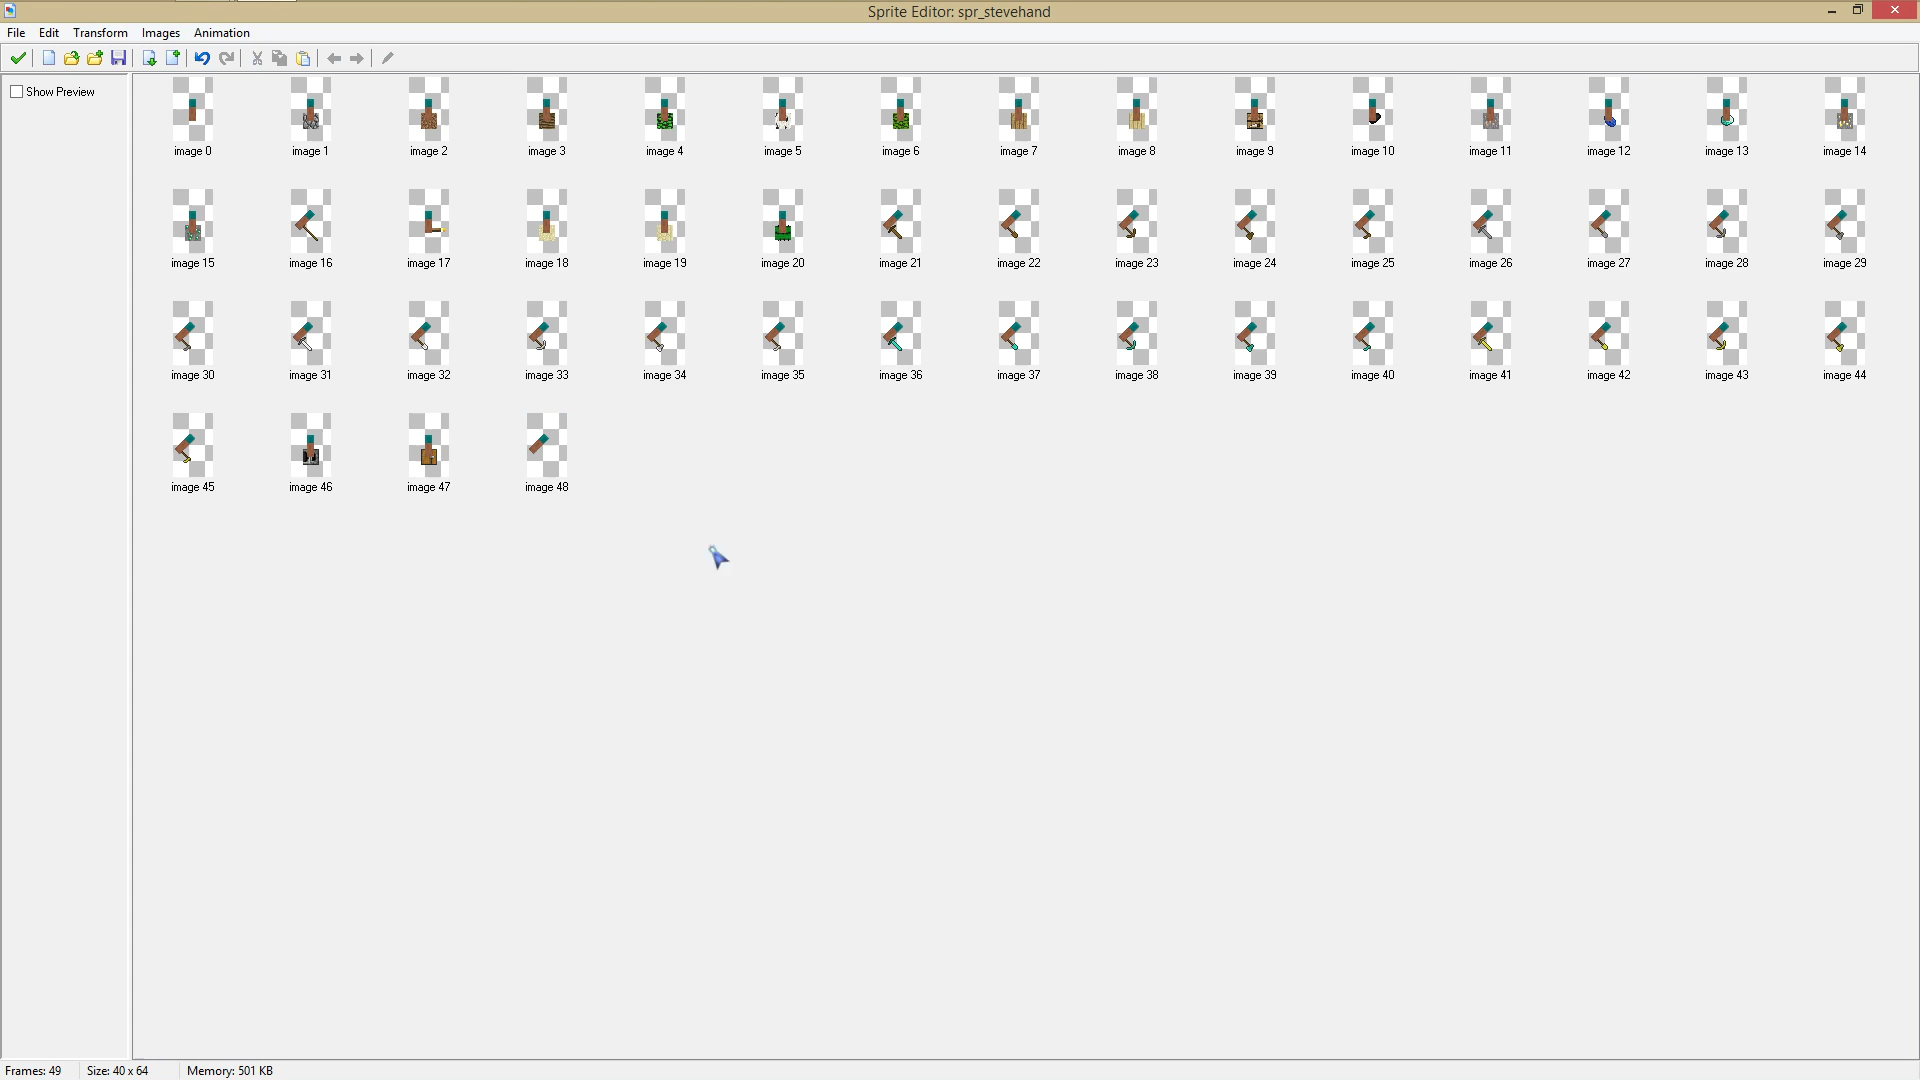 Sprite Editor: spr_stevehand
File Edit Transform Images Animation
Show Preview
image 0 image 1 image 2 image 3 image 4 image 5 image 6 image 7 image 8 image 9 image 10 image 11 image 12 image 13 image 14
image 15 image 16 image 17 image 18 image 19 image 20 image 21 image 22 image 23 image 24 image 25 image 26 image 27 image 28 image 29
image 30 image 31 image 32 image 33 image 34 image 35 image 36 image 37 image 38 image 39 image 40 image 41 image 42 image 43 image 44
image 45 image 46 image 47 image 48
Frames: 49 Size: 40 x 64 Memory: 501 KB